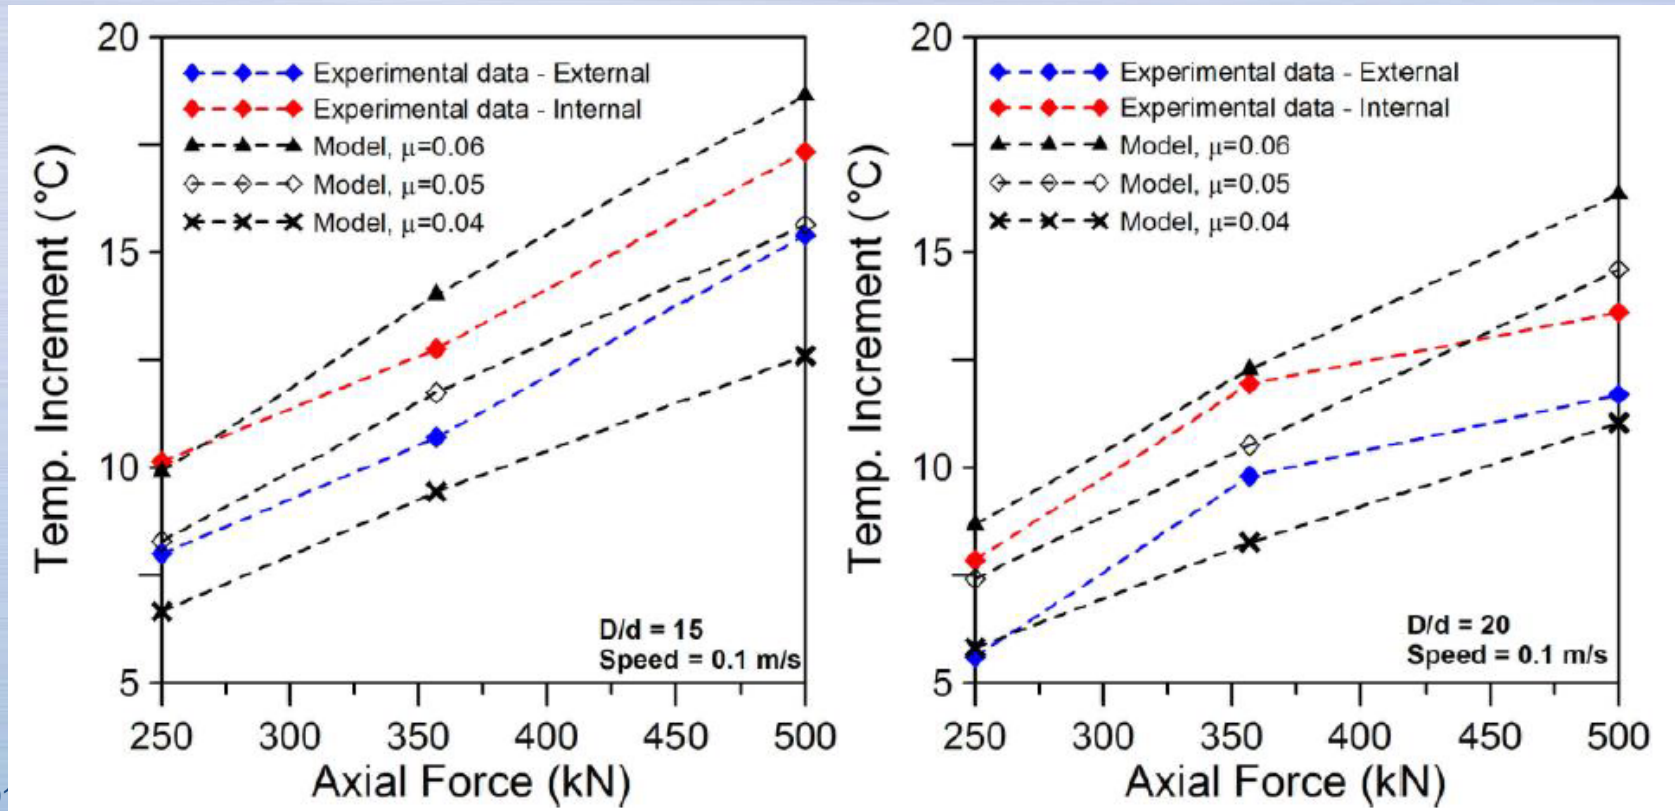 20
15
10
5
Temp. Increment (°C)
Experimental data - External
Experimental data - Internal
Model, μ=0.06
Model, μ=0.05
Model, μ=0.04
D/d = 15
Speed = 0.1 m/s
250 300 350 400 450 500
Axial Force (kN)
20
15
10
5
Temp. Increment (°C)
Experimental data - External
Experimental data - Internal
Model, μ=0.06
Model, μ=0.05
Model, μ=0.04
D/d = 20
Speed = 0.1 m/s
250 300 350 400 450 500
Axial Force (kN)